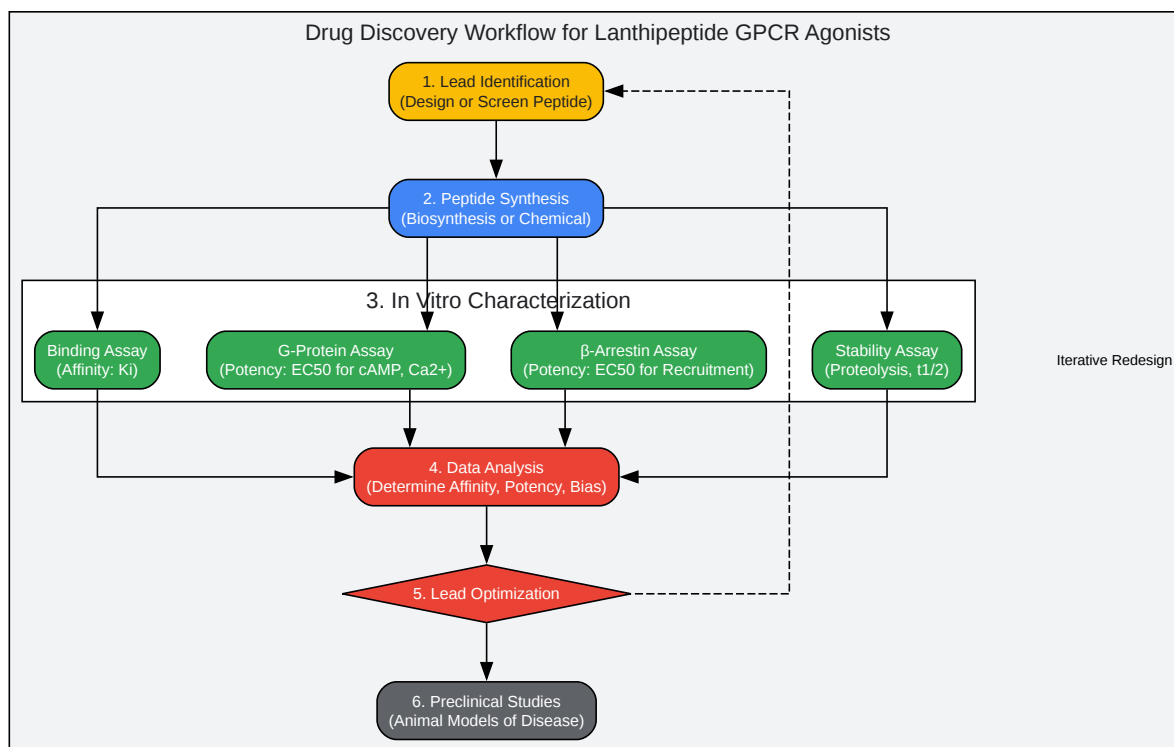 Drug Discovery Workflow for Lanthipeptide GPCR Agonists
1. Lead Identification
(Design or Screen Peptide)
2. Peptide Synthesis
(Biosynthesis or Chemical)
3. In Vitro Characterization
Binding Assay
(Affinity: Ki)
G-Protein Assay
(Potency: EC50 for cAMP, Ca2+)
β-Arrestin Assay
(Potency: EC50 for Recruitment)
Stability Assay
(Proteolysis, t1/2)
Iterative Redesign
4. Data Analysis
(Determine Affinity, Potency, Bias)
5. Lead Optimization
6. Preclinical Studies
(Animal Models of Disease)